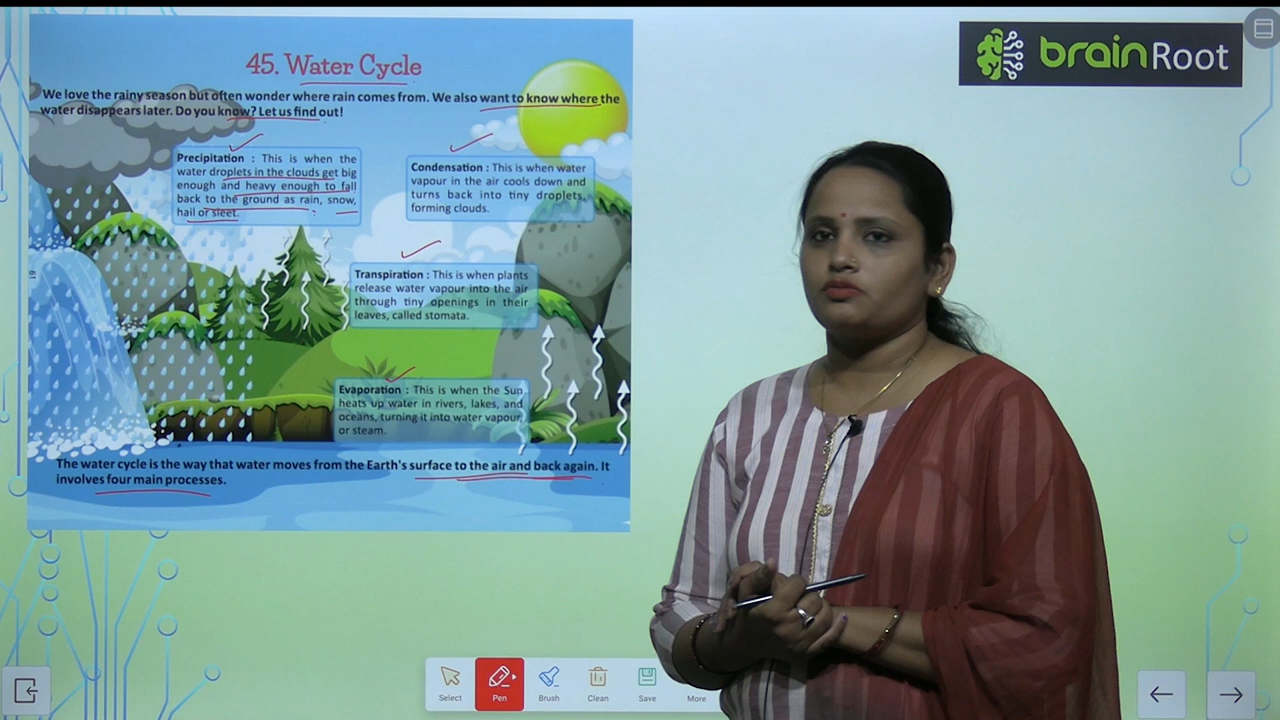 45. Water Cycle
We love the rainy season but often wonder where rain comes from. We also want to know where the
water disappears later. Do you know? Let us find out!
Precipitation : This is when the
water droplets in the clouds get big
enough and heavy enough to fall
back to the ground as rain, snow,
hail or sleet.
Condensation : This is when water
vapour in the air cools down and
turns back into tiny droplets,
forming clouds.
Transpiration : This is when plants
release water vapour into the air
through tiny openings in their
leaves, called stomata.
Evaporation : This is when the Sun
heats up water in rivers, lakes, and
oceans, turning it into water vapour,
or steam.
The water cycle is the way that water moves from the Earth's surface to the air and back again. It
involves four main processes.
61
brainRoot
Select
Pen
Brush
Clean
Save
More